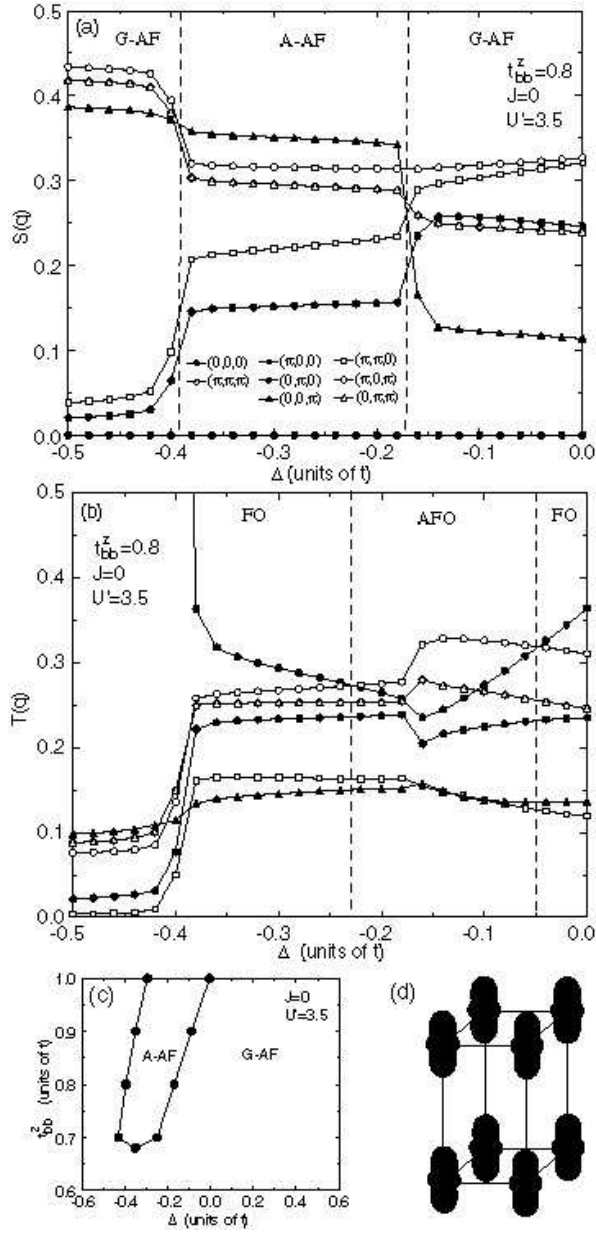 (a)
G-AF
A-AF
G-AF
t^z_bb=0.8
J=0
U'=3.5
S(q)
0.5
0.4
0.3
0.2
0.1
0.0
(0,0,0)
(π,0,0)
(π,π,0)
(π,π,π)
(0,π,0)
(π,0,π)
(0,0,π)
(0,π,π)
-0.5
-0.4
-0.3
-0.2
-0.1
0.0
Δ (units of t)
(b)
FO
AFO
FO
t^z_bb=0.8
J=0
U'=3.5
T(q)
0.5
0.4
0.3
0.2
0.1
0.0
-0.5
-0.4
-0.3
-0.2
-0.1
0.0
Δ (units of t)
(c)
J=0
U'=3.5
A-AF
G-AF
t^z_bb (units of t)
1.0
0.9
0.8
0.7
0.6
-0.6
-0.4
-0.2
0.0
0.2
0.4
0.6
Δ (units of t)
(d)